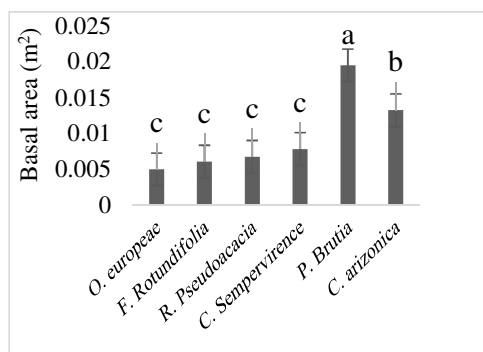 Basal area (m²)
0.025
0.02
0.015
0.01
0.005
0
c
c
c
c
a
b
O. europeae
F. Rotundifolia
R. Pseudoacacia
C. Sempervirence
P. Brutia
C. arizonica